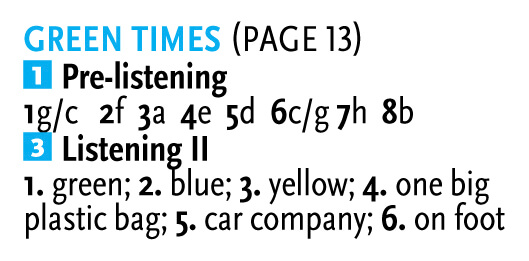 GREEN TIMES (PAGE 13)
1 Pre-listening
1g/c 2f 3a 4e 5d 6c/g 7h 8b
3 Listening II
1. green; 2. blue; 3. yellow; 4. one big
plastic bag; 5. car company; 6. on foot